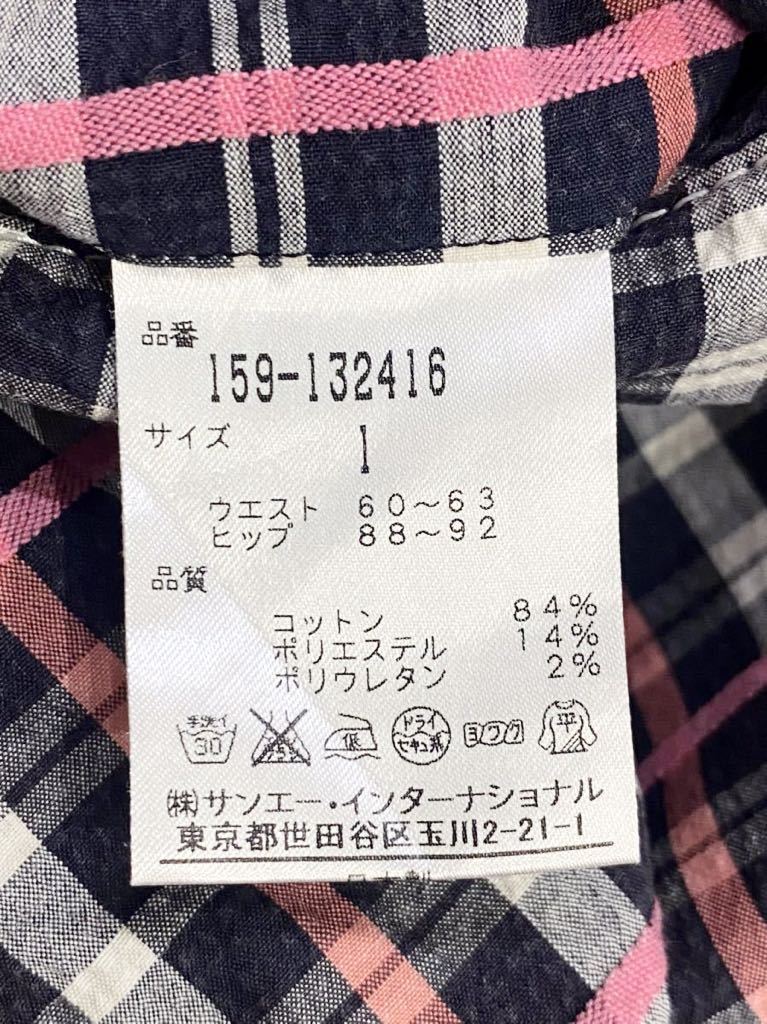 品番
159-132416
サイズ 1
ウエスト 60〜63
ヒップ 88〜92
品質
コットン 84%
ポリエステル 14%
ポリウレタン 2%
手洗イ 30 低 ドライ セキユ系 ヨワク 平
㈱サンエー・インターナショナル
東京都世田谷区玉川2-21-1